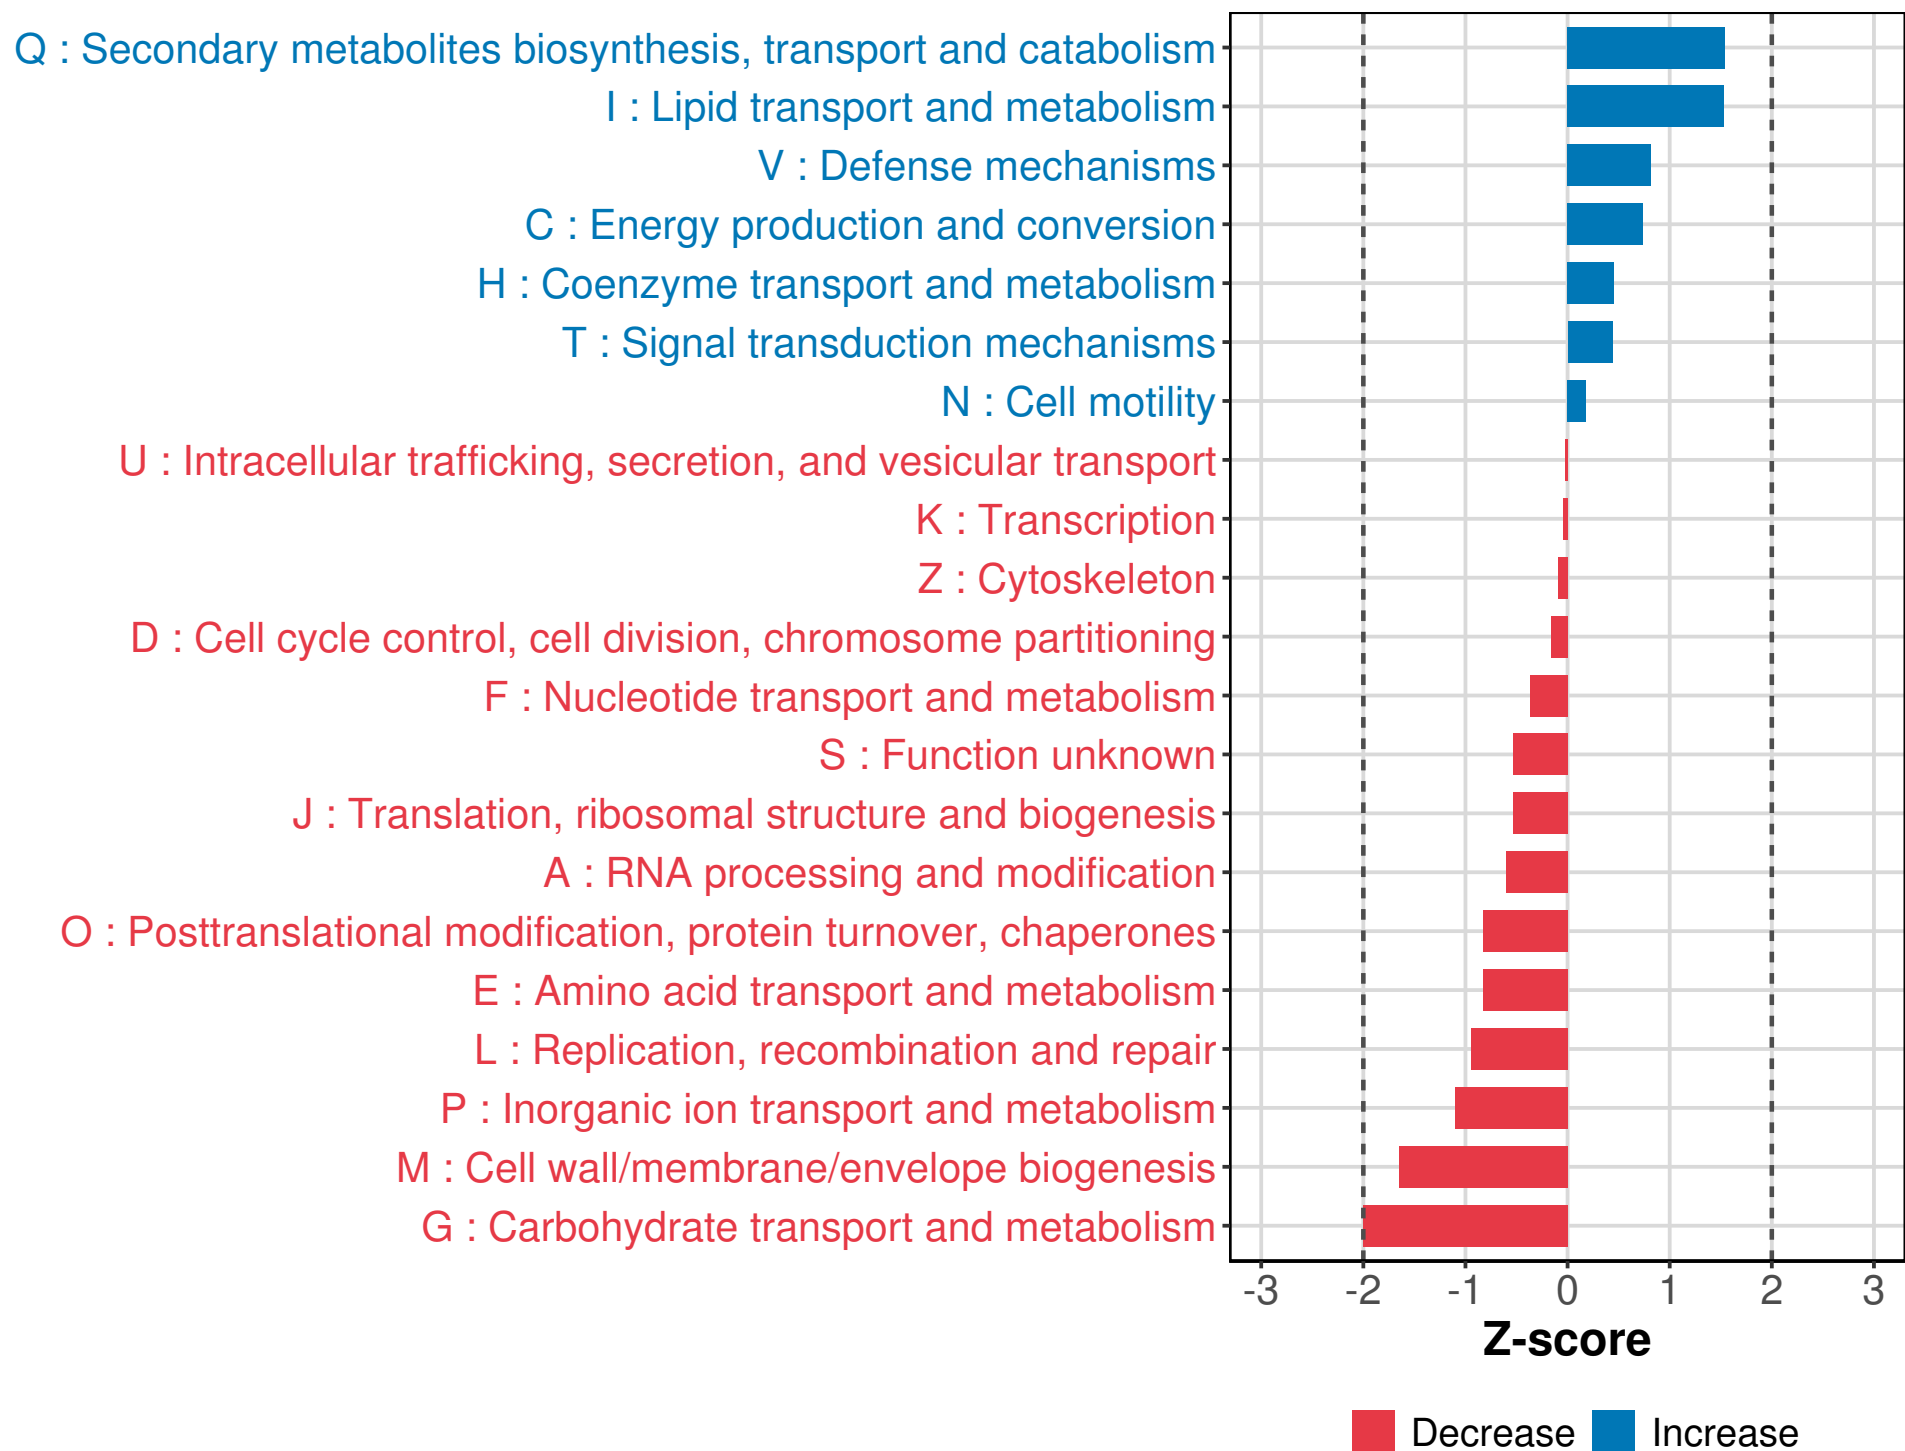 Q : Secondary metabolites biosynthesis, transport and catabolism
I : Lipid transport and metabolism
V : Defense mechanisms
C : Energy production and conversion
H : Coenzyme transport and metabolism
T : Signal transduction mechanisms
N : Cell motility
U : Intracellular trafficking, secretion, and vesicular transport
K : Transcription
Z : Cytoskeleton
D : Cell cycle control, cell division, chromosome partitioning
F : Nucleotide transport and metabolism
S : Function unknown
J : Translation, ribosomal structure and biogenesis
A : RNA processing and modification
O : Posttranslational modification, protein turnover, chaperones
E : Amino acid transport and metabolism
L : Replication, recombination and repair
P : Inorganic ion transport and metabolism
M : Cell wall/membrane/envelope biogenesis
G : Carbohydrate transport and metabolism
-3 -2 -1 0 1 2 3
Z-score
Decrease Increase